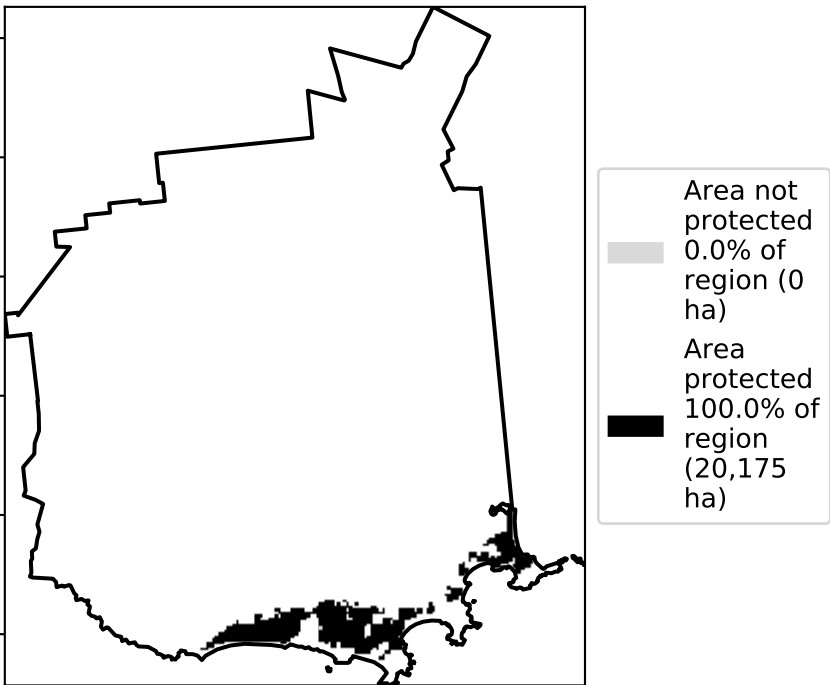 Area not
protected
0.0% of
region (0
ha)
Area
protected
100.0% of
region
(20,175
ha)